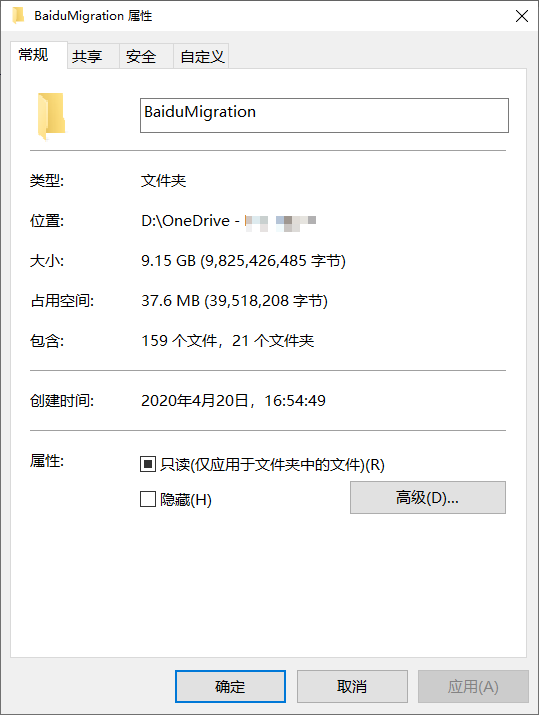 BaiduMigration 属性
常规 共享 安全 自定义
BaiduMigration
类型: 文件夹
位置: D:\OneDrive -
大小: 9.15 GB (9,825,426,485 字节)
占用空间: 37.6 MB (39,518,208 字节)
包含: 159 个文件，21 个文件夹
创建时间: 2020年4月20日，16:54:49
属性: 只读(仅应用于文件夹中的文件)(R)
隐藏(H) 高级(D)...
确定 取消 应用(A)